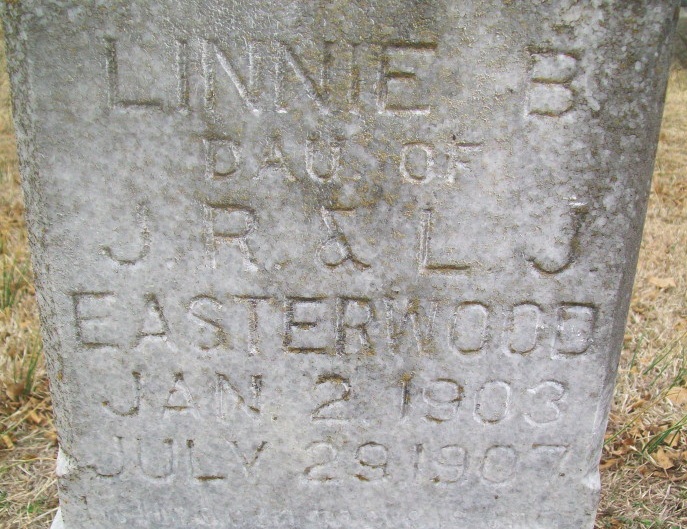 LINNIE B
DAU. OF
J. R. & L. J.
EASTERWOOD
JAN 2 1903
JULY 29, 1907